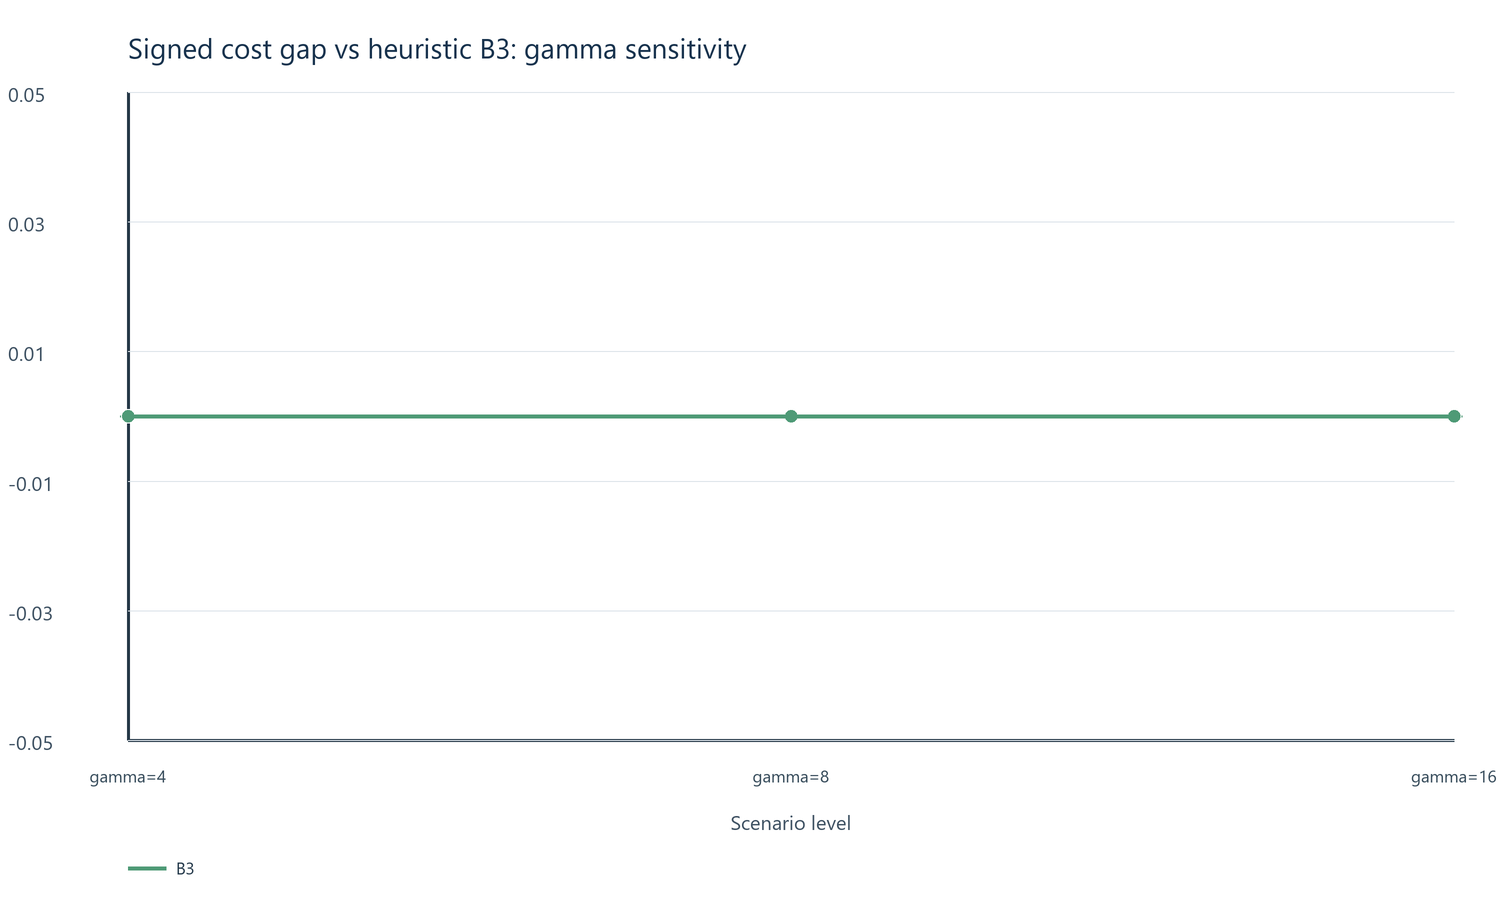 Signed cost gap vs heuristic B3: gamma sensitivity
0.05
0.03
0.01
-0.01
-0.03
-0.05
gamma=4 gamma=8 gamma=16
Scenario level
B3